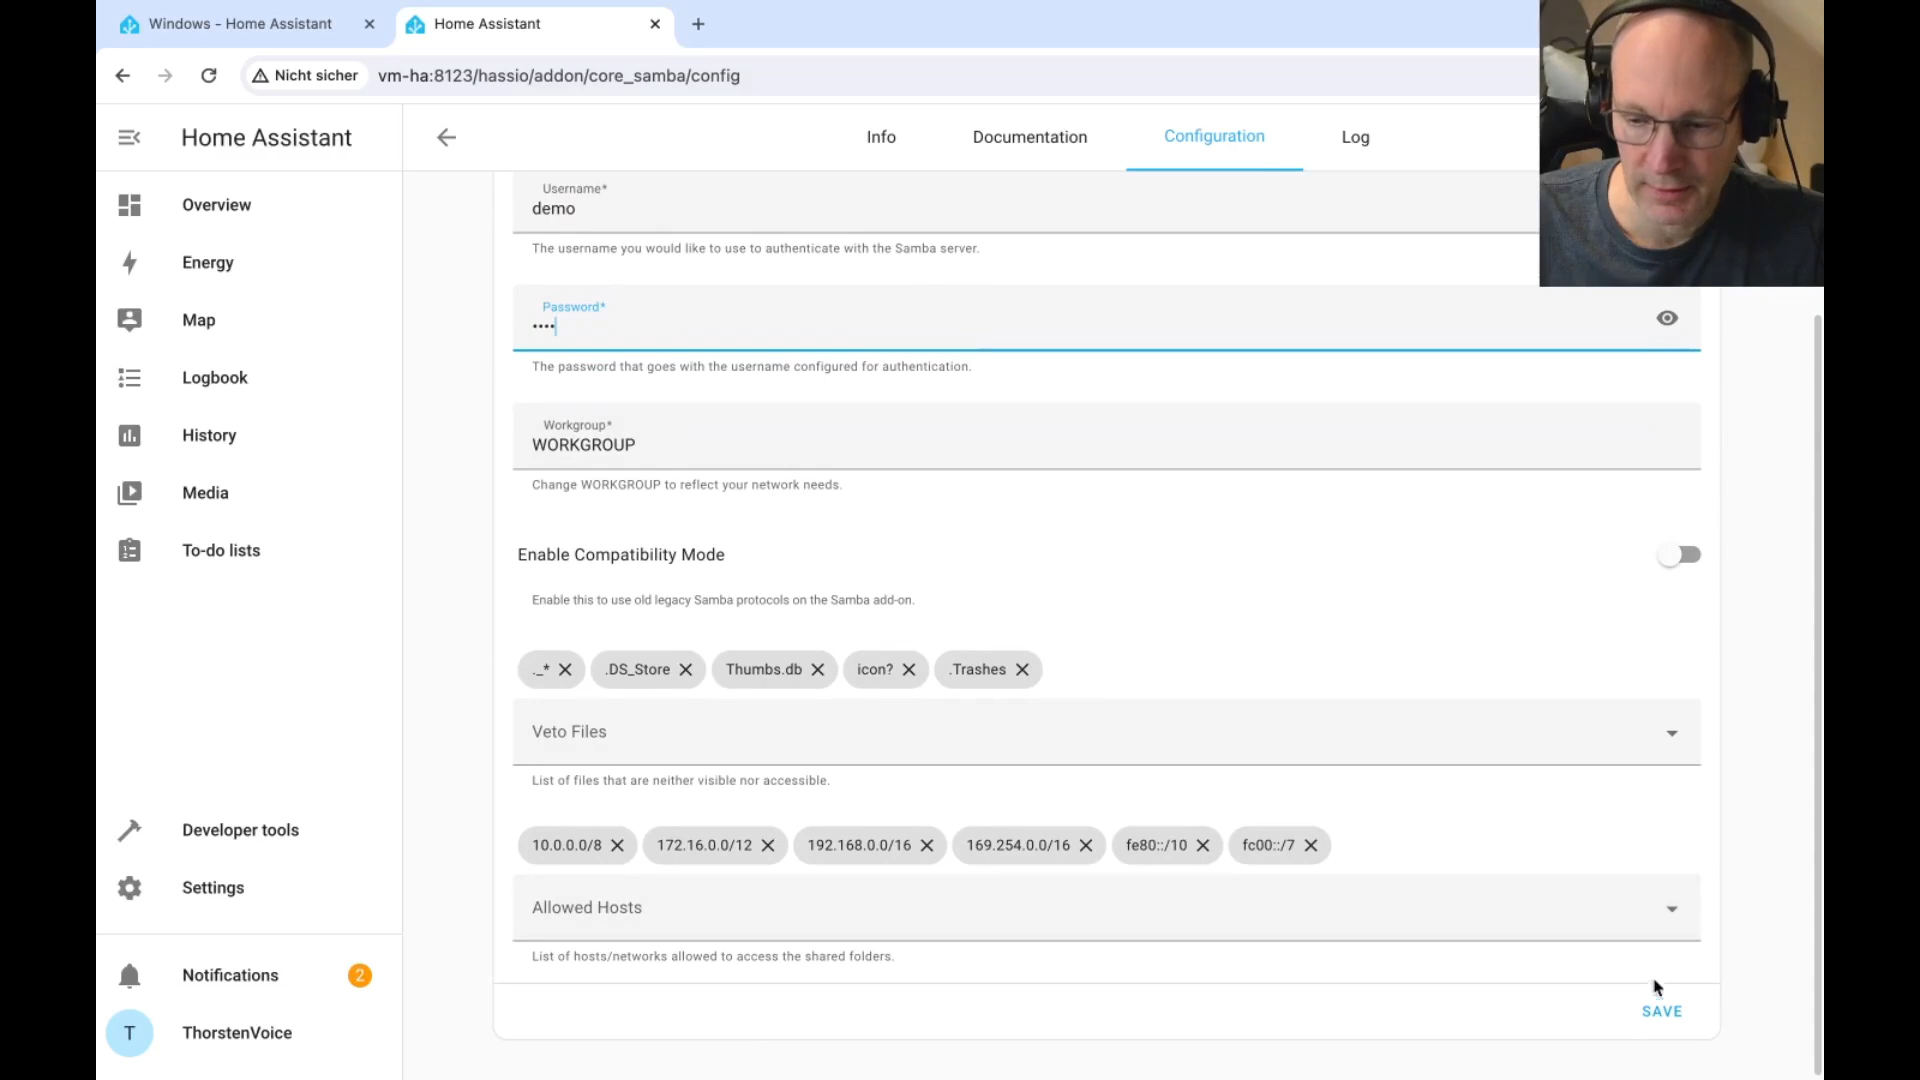 Windows - Home Assistant
Home Assistant
Nicht sicher
vm-ha:8123/hassio/addon/core_samba/config
Home Assistant
Info
Documentation
Configuration
Log
Overview
Energy
Map
Logbook
History
Media
To-do lists
Developer tools
Settings
Notifications
2
T
ThorstenVoice
Username*
demo
The username you would like to use to authenticate with the Samba server.
Password*
••••
The password that goes with the username configured for authentication.
Workgroup*
WORKGROUP
Change WORKGROUP to reflect your network needs.
Enable Compatibility Mode
Enable this to use old legacy Samba protocols on the Samba add-on.
._*
.DS_Store
Thumbs.db
icon?
.Trashes
Veto Files
List of files that are neither visible nor accessible.
10.0.0.0/8
172.16.0.0/12
192.168.0.0/16
169.254.0.0/16
fe80::/10
fc00::/7
Allowed Hosts
List of hosts/networks allowed to access the shared folders.
SAVE